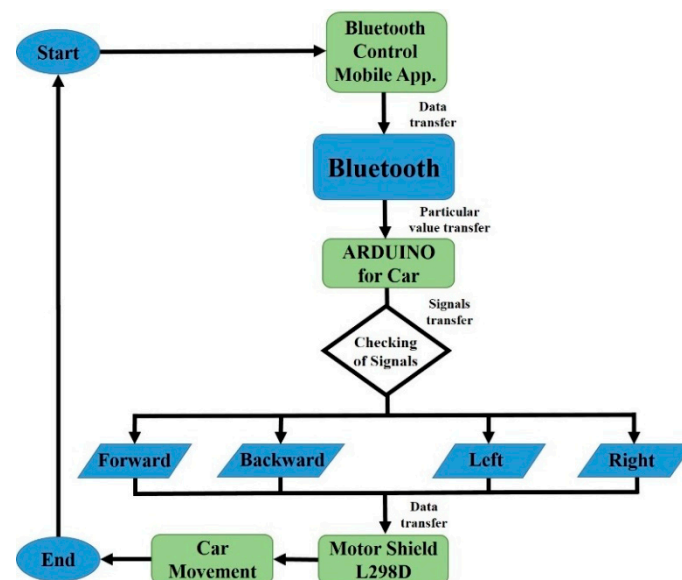 Start
Bluetooth
Control
Mobile App.
Data
transfer
Bluetooth
Particular
value transfer
ARDUINO
for Car
Signals
transfer
Checking
of Signals
Forward
Backward
Left
Right
Data
transfer
End
Car
Movement
Motor Shield
L298D